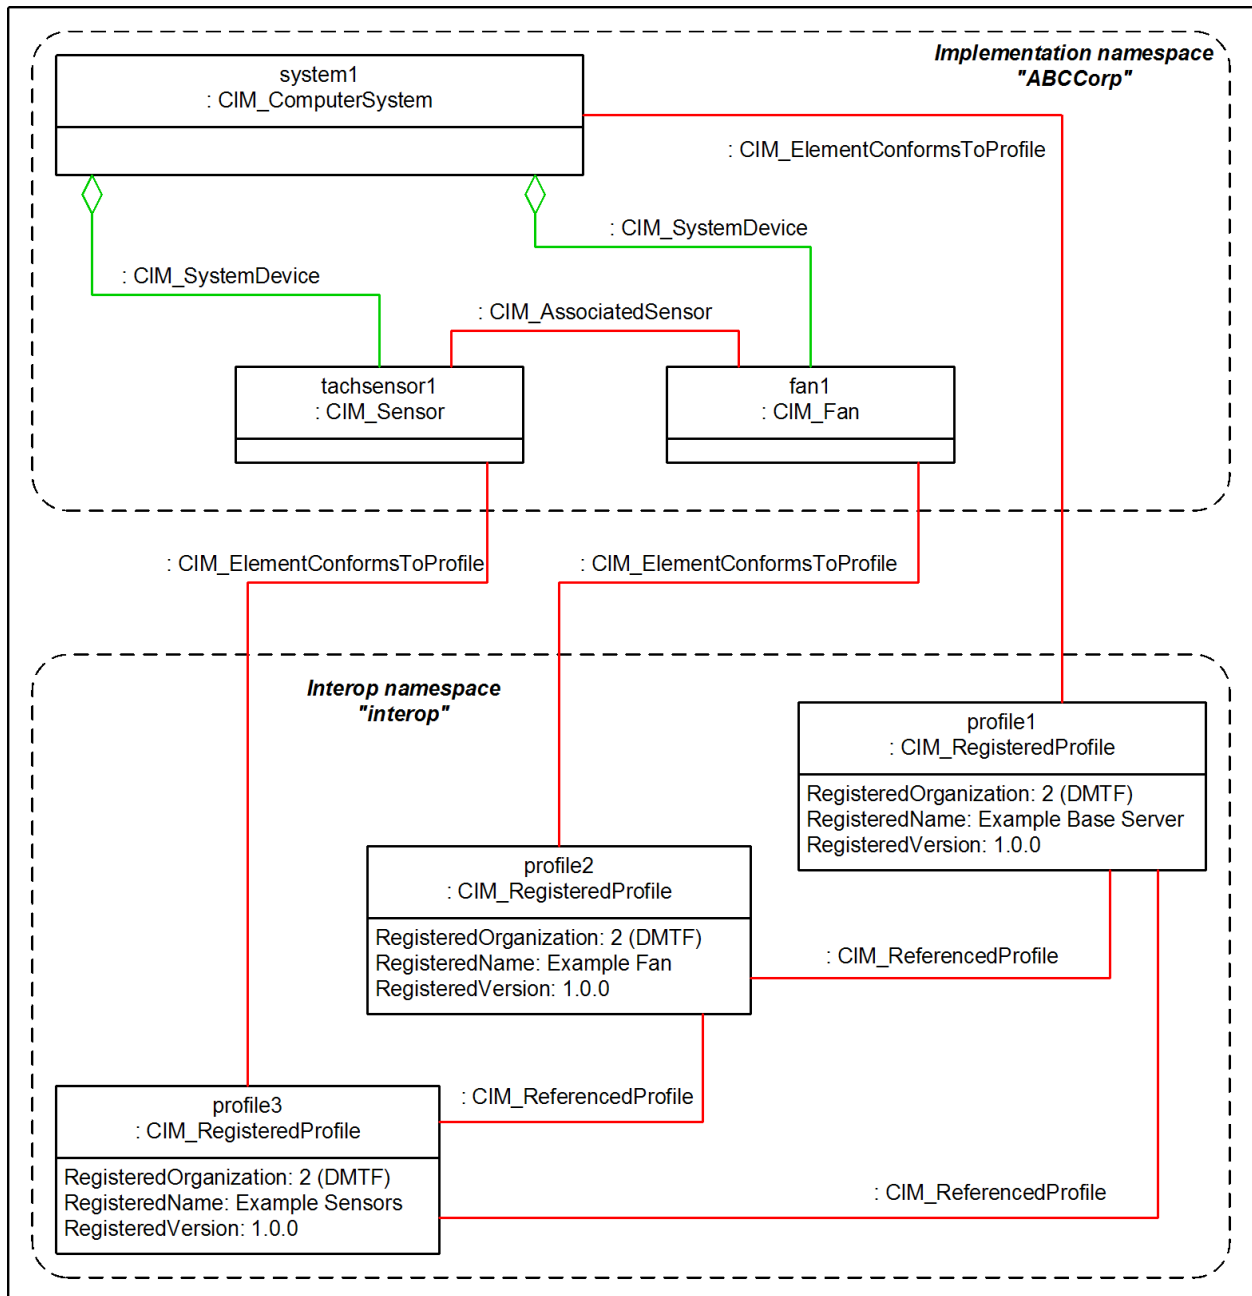 Implementation namespace
"ABCCorp"
system1
: CIM_ComputerSystem
: CIM_ElementConformsToProfile
: CIM_SystemDevice
: CIM_SystemDevice
: CIM_AssociatedSensor
tachsensor1
: CIM_Sensor
fan1
: CIM_Fan
: CIM_ElementConformsToProfile
: CIM_ElementConformsToProfile
Interop namespace
"interop"
profile1
: CIM_RegisteredProfile
RegisteredOrganization: 2 (DMTF)
RegisteredName: Example Base Server
RegisteredVersion: 1.0.0
profile2
: CIM_RegisteredProfile
RegisteredOrganization: 2 (DMTF)
RegisteredName: Example Fan
RegisteredVersion: 1.0.0
: CIM_ReferencedProfile
: CIM_ReferencedProfile
profile3
: CIM_RegisteredProfile
RegisteredOrganization: 2 (DMTF)
RegisteredName: Example Sensors
RegisteredVersion: 1.0.0
: CIM_ReferencedProfile